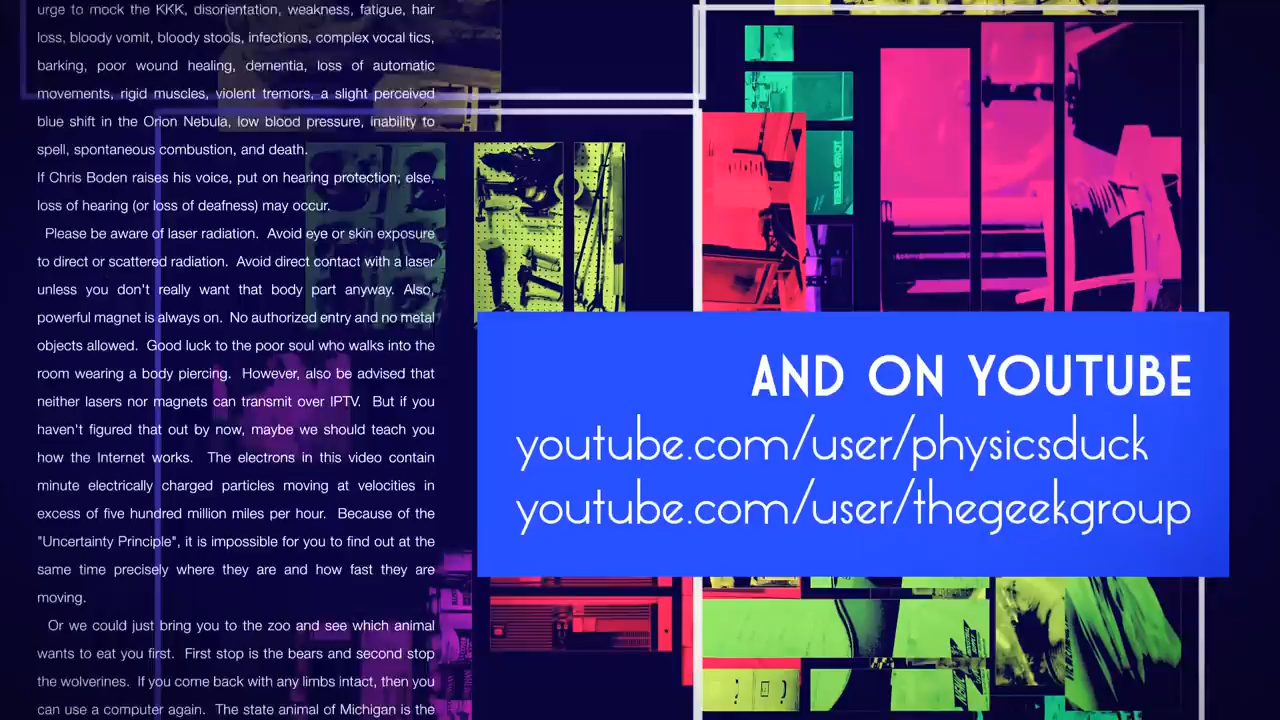 urge to mock the KKK, disorientation, weakness, fatigue, hair
loss, bloody vomit, bloody stools, infections, complex vocal tics,
barking, poor wound healing, dementia, loss of automatic
movements, rigid muscles, violent tremors, a slight perceived
blue shift in the Orion Nebula, low blood pressure, inability to
spell, spontaneous combustion, and death.
If Chris Boden raises his voice, put on hearing protection; else,
loss of hearing (or loss of deafness) may occur.
Please be aware of laser radiation. Avoid eye or skin exposure
to direct or scattered radiation. Avoid direct contact with a laser
unless you don't really want that body part anyway. Also,
powerful magnet is always on. No authorized entry and no metal
objects allowed. Good luck to the poor soul who walks into the
room wearing a body piercing. However, also be advised that
neither lasers nor magnets can transmit over IPTV. But if you
haven't figured that out by now, maybe we should teach you
how the Internet works. The electrons in this video contain
minute electrically charged particles moving at velocities in
excess of five hundred million miles per hour. Because of the
"Uncertainty Principle", it is impossible for you to find out at the
same time precisely where they are and how fast they are
moving.
Or we could just bring you to the zoo and see which animal
wants to eat you first. First stop is the bears and second stop
the wolverines. If you come back with any limbs intact, then you
can use a computer again. The state animal of Michigan is the
AND ON YOUTUBE
youtube.com/user/physicsduck
youtube.com/user/thegeekgroup